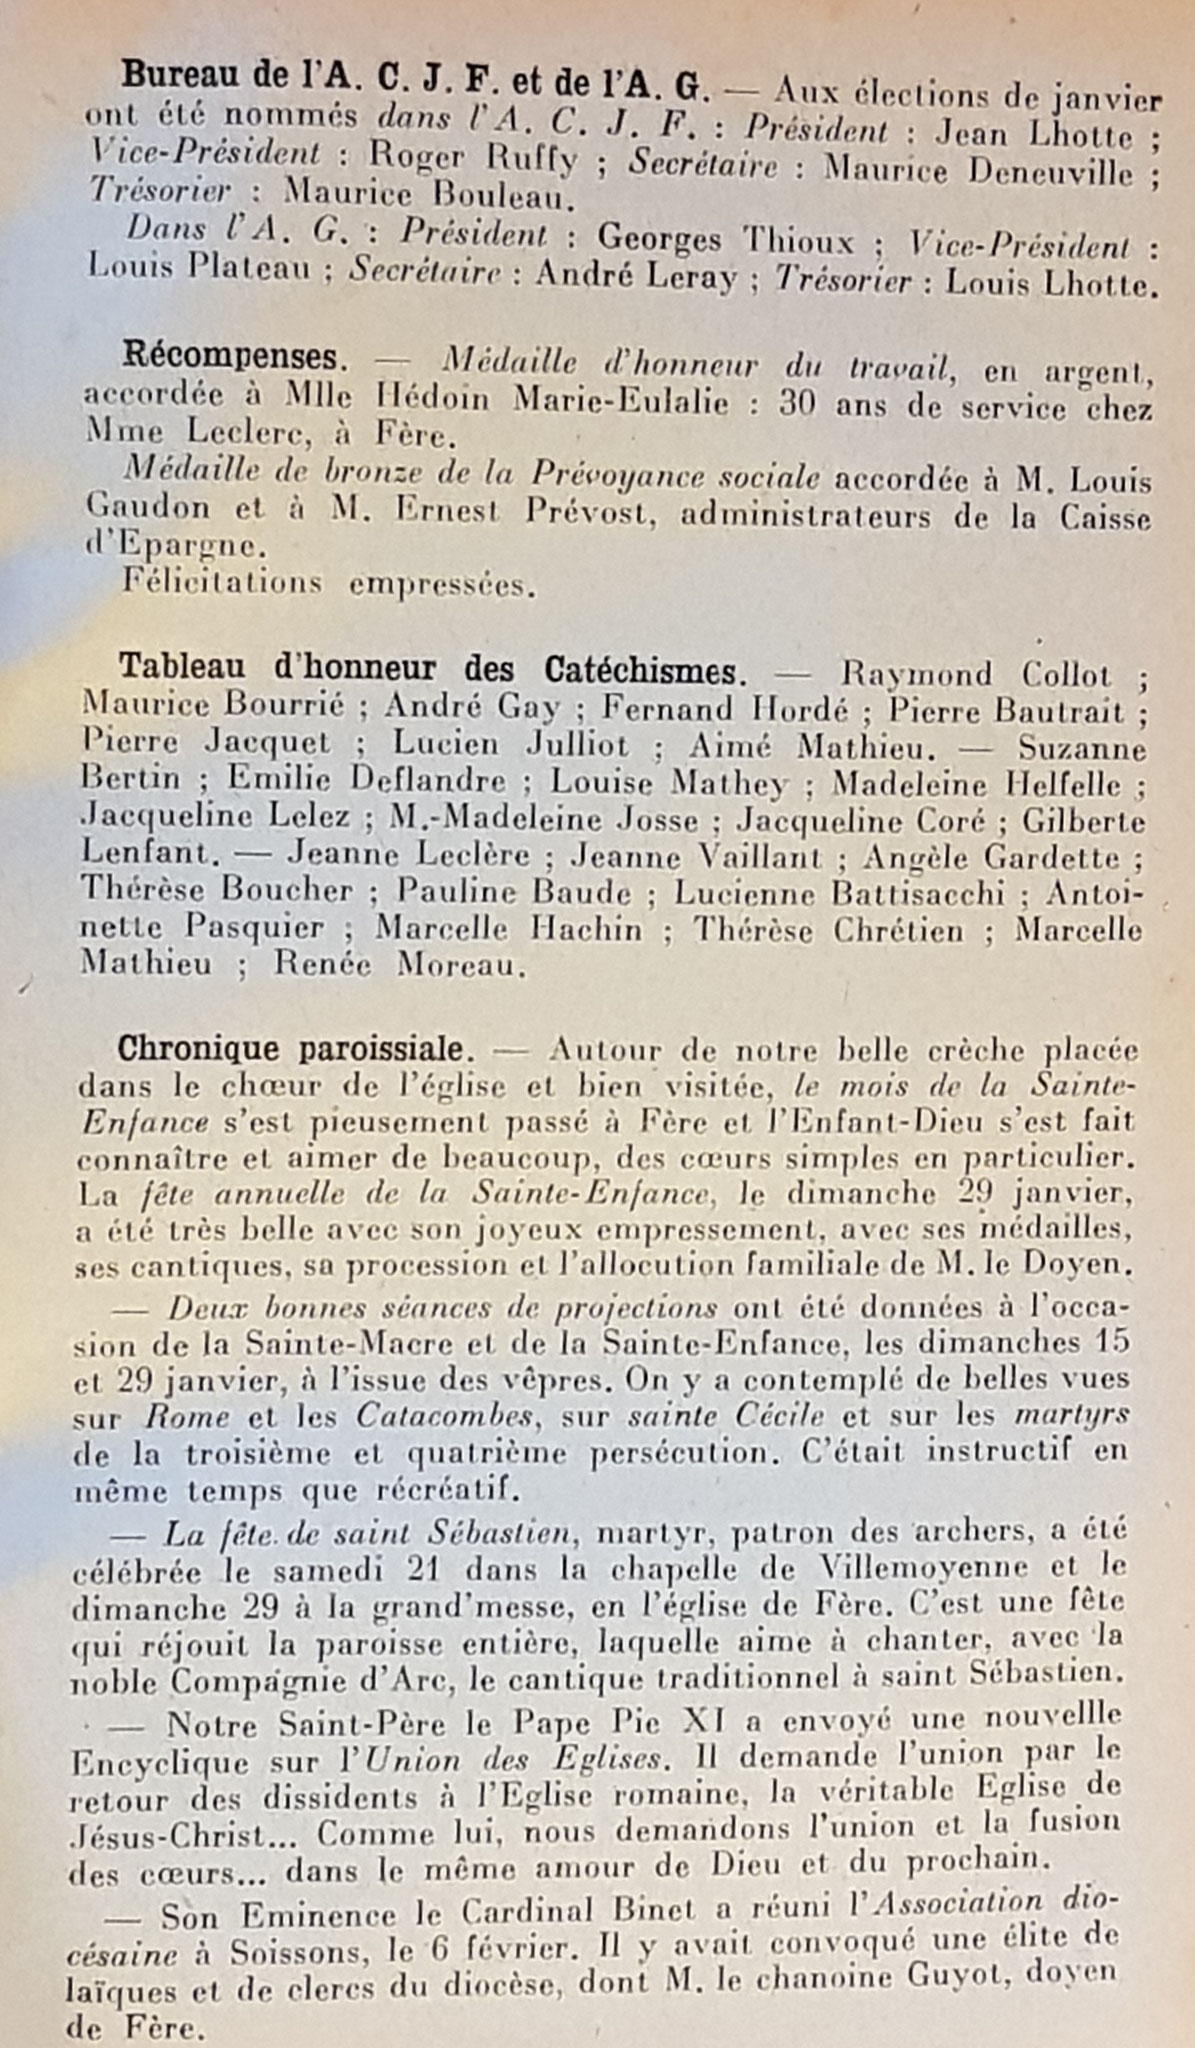 Bureau de l'A. C. J. F. et de l'A. G. — Aux élections de janvier
ont été nommés dans l'A. C. J. F. : Président : Jean Lhotte ;
Vice-Président : Roger Ruffy ; Secrétaire : Maurice Deneuville ;
Trésorier : Maurice Bouleau.
Dans l'A. G. : Président : Georges Thioux ; Vice-Président :
Louis Plateau ; Secrétaire : André Leray ; Trésorier : Louis Lhotte.
Récompenses. — Médaille d'honneur du travail, en argent,
accordée à Mlle Hédoin Marie-Eulalie : 30 ans de service chez
Mme Leclerc, à Fère.
Médaille de bronze de la Prévoyance sociale accordée à M. Louis
Gaudon et à M. Ernest Prévost, administrateurs de la Caisse
d'Epargne.
Félicitations empressées.
Tableau d'honneur des Catéchismes. — Raymond Collot ;
Maurice Bourrié ; André Gay ; Fernand Hordé ; Pierre Bautrait ;
Pierre Jacquet ; Lucien Julliot ; Aimé Mathieu. — Suzanne
Bertin ; Emilie Deflandre ; Louise Mathey ; Madeleine Helfelle ;
Jacqueline Lelez ; M.-Madeleine Josse ; Jacqueline Coré ; Gilberte
Lenfant. — Jeanne Leclère ; Jeanne Vaillant ; Angèle Gardette ;
Thérèse Boucher ; Pauline Baude ; Lucienne Battisacchi ; Antoi-
nette Pasquier ; Marcelle Hachin ; Thérèse Chrétien ; Marcelle
Mathieu ; Renée Moreau.
Chronique paroissiale. — Autour de notre belle crèche placée
dans le chœur de l'église et bien visitée, le mois de la Sainte-
Enfance s'est pieusement passé à Fère et l'Enfant-Dieu s'est fait
connaître et aimer de beaucoup, des cœurs simples en particulier.
La fête annuelle de la Sainte-Enfance, le dimanche 29 janvier,
a été très belle avec son joyeux empressement, avec ses médailles,
ses cantiques, sa procession et l'allocution familiale de M. le Doyen.
— Deux bonnes séances de projections ont été données à l'occa-
sion de la Sainte-Macre et de la Sainte-Enfance, les dimanches 15
et 29 janvier, à l'issue des vêpres. On y a contemplé de belles vues
sur Rome et les Catacombes, sur sainte Cécile et sur les martyrs
de la troisième et quatrième persécution. C'était instructif en
même temps que récréatif.
— La fête de saint Sébastien, martyr, patron des archers, a été
célébrée le samedi 21 dans la chapelle de Villemoyenne et le
dimanche 29 à la grand'messe, en l'église de Fère. C'est une fête
qui réjouit la paroisse entière, laquelle aime à chanter, avec la
noble Compagnie d'Arc, le cantique traditionnel à saint Sébastien.
— Notre Saint-Père le Pape Pie XI a envoyé une nouvellle
Encyclique sur l'Union des Eglises. Il demande l'union par le
retour des dissidents à l'Eglise romaine, la véritable Eglise de
Jésus-Christ... Comme lui, nous demandons l'union et la fusion
des cœurs... dans le même amour de Dieu et du prochain.
— Son Eminence le Cardinal Binet a réuni l'Association dio-
césaine à Soissons, le 6 février. Il y avait convoqué une élite de
laïques et de clercs du diocèse, dont M. le chanoine Guyot, doyen
de Fère.